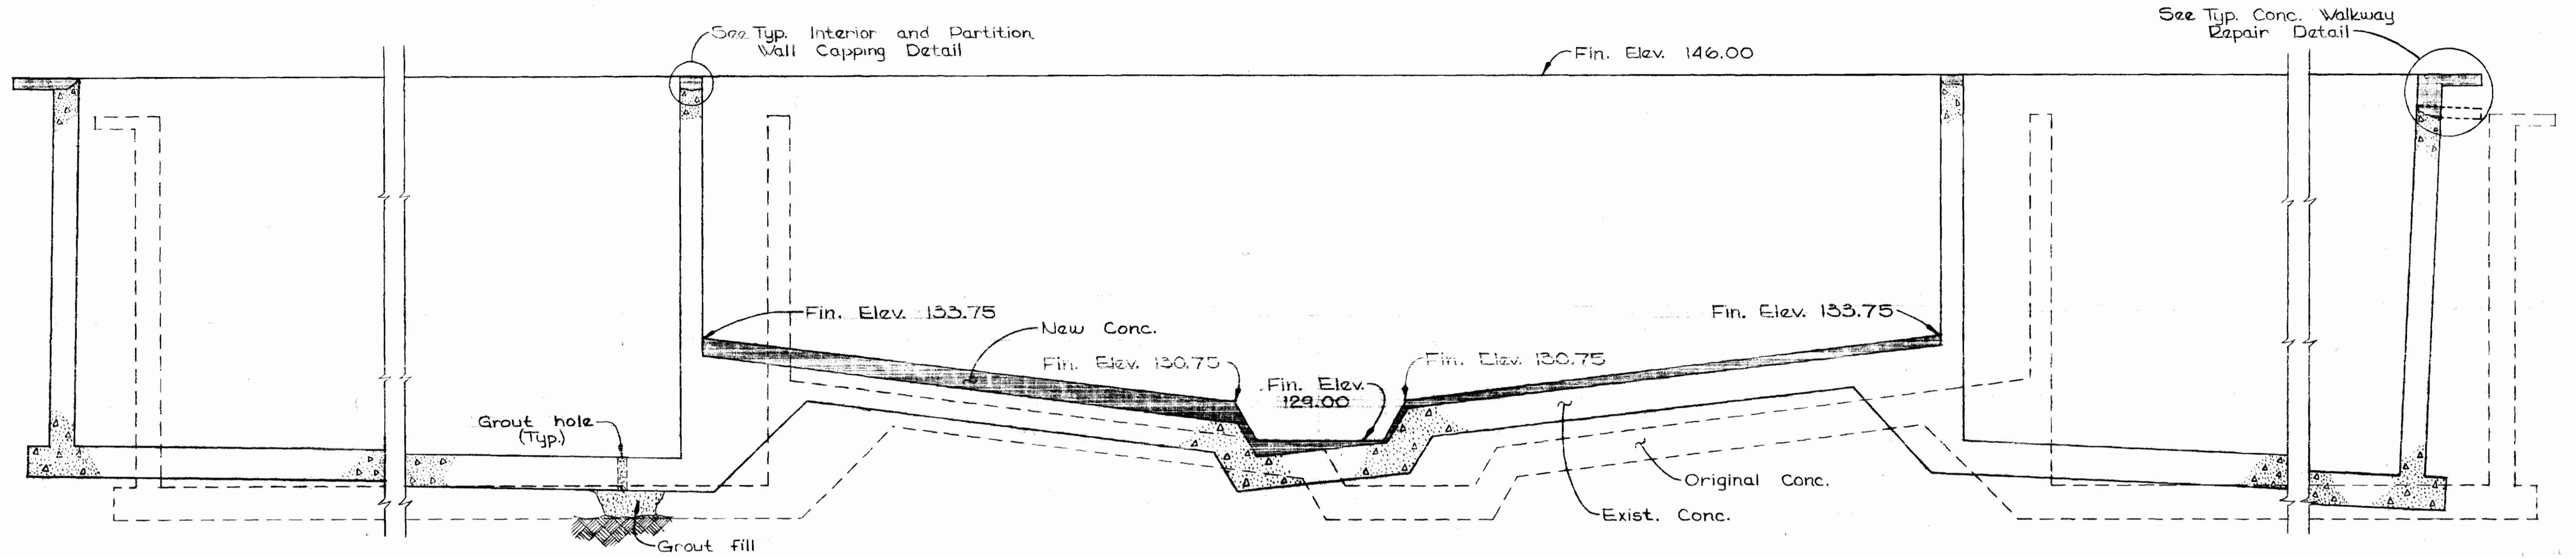 See Typ. Interior and Partition
Wall Capping Detail
Fin. Elev. 146.00
See Typ. Conc. Walkway
Repair Detail
Fin. Elev. 133.75
New Conc.
Fin. Elev. 130.75
Fin. Elev.
129.00
Fin. Elev. 130.75
Fin. Elev. 133.75
Grout hole
(Typ.)
Original Conc.
Exist. Conc.
Grout fill